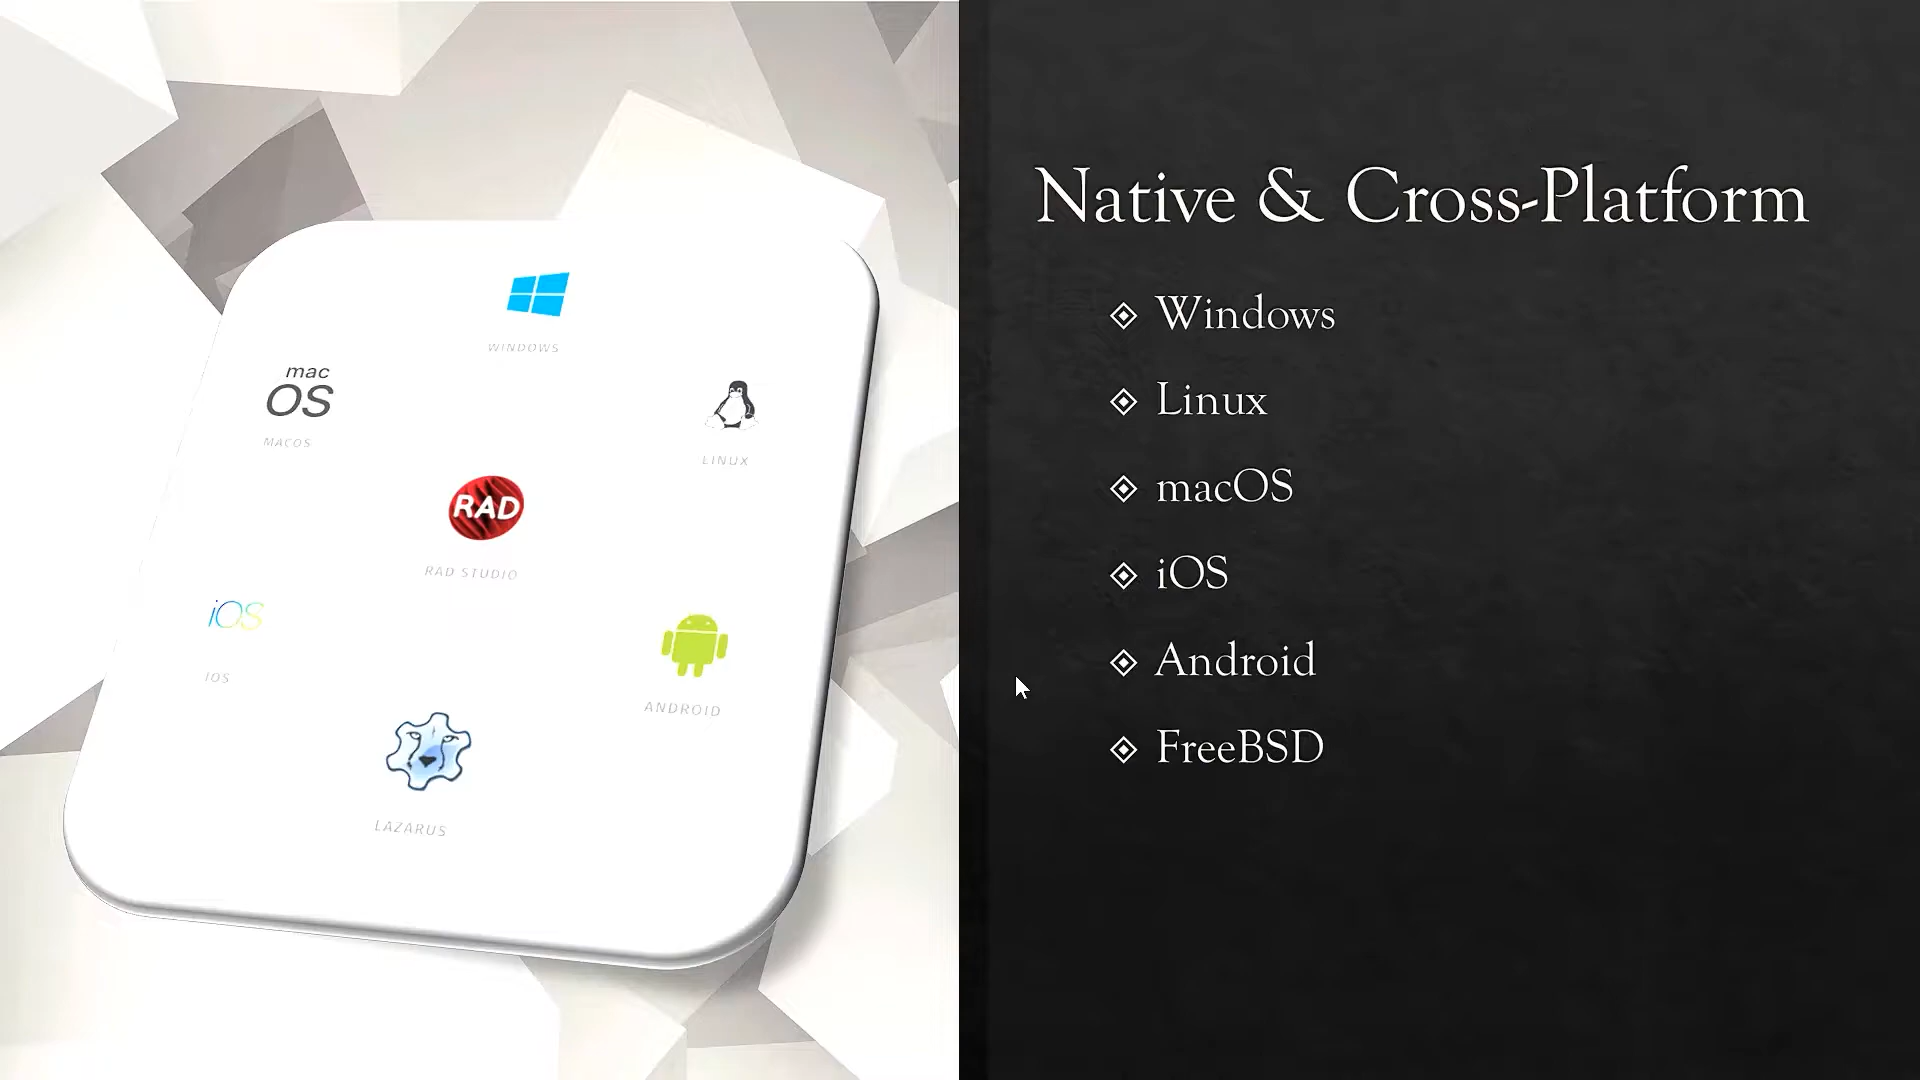 WINDOWS
mac
OS
MACOS
LINUX
RAD
RAD STUDIO
iOS
IOS
ANDROID
LAZARUS
Native & Cross-Platform
Windows
Linux
macOS
iOS
Android
FreeBSD